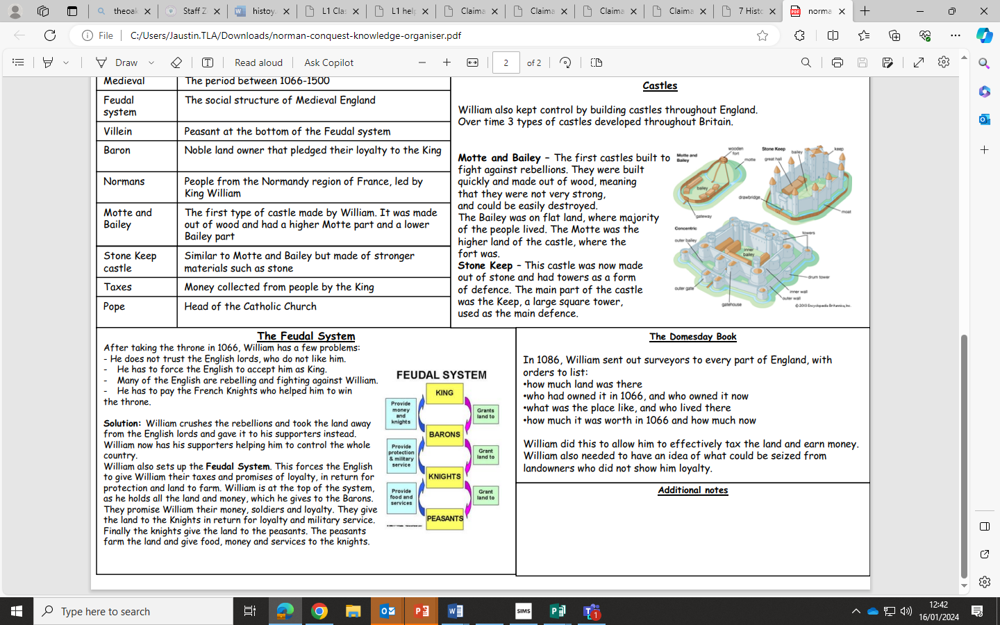 theoak
Staff Z
histoy.
L1 Clas
L1 help
Claima
Claima
Claima
Claima
7 Histo
norma
File
C:/Users/Jaustin.TLA/Downloads/norman-conquest-knowledge-organiser.pdf
Draw
Read aloud
Ask Copilot
2
of 2
Medieval
The period between 1066-1500
Feudal
system
The social structure of Medieval England
Villein
Peasant at the bottom of the Feudal system
Baron
Noble land owner that pledged their loyalty to the King
Normans
People from the Normandy region of France, led by
King William
Motte and
Bailey
The first type of castle made by William. It was made
out of wood and had a higher Motte part and a lower
Bailey part
Stone Keep
castle
Similar to Motte and Bailey but made of stronger
materials such as stone
Taxes
Money collected from people by the King
Pope
Head of the Catholic Church
Castles
William also kept control by building castles throughout England.
Over time 3 types of castles developed throughout Britain.
Motte and Bailey – The first castles built to
fight against rebellions. They were built
quickly and made out of wood, meaning
that they were not very strong,
and could be easily destroyed.
The Bailey was on flat land, where majority
of the people lived. The Motte was the
higher land of the castle, where the
fort was.
Stone Keep – This castle was now made
out of stone and had towers as a form
of defence. The main part of the castle
was the Keep, a large square tower,
used as the main defence.
Motte and
Bailey
wooden
fort
motte
bailey
gateway
Stone Keep
bailey
keep
great hall
drawbridge
moat
Concentric
outer bailey
inner
bailey
towers
drum tower
inner wall
outer wall
outer gate
gatehouse
© 2013 Encyclopædia Britannica, Inc.
The Feudal System
After taking the throne in 1066, William has a few problems:
- He does not trust the English lords, who do not like him.
- He has to force the English to accept him as King.
- Many of the English are rebelling and fighting against William.
- He has to pay the French Knights who helped him to win
the throne.
Solution: William crushes the rebellions and took the land away
from the English lords and gave it to his supporters instead.
William now has his supporters helping him to control the whole
country.
William also sets up the Feudal System. This forces the English
to give William their taxes and promises of loyalty, in return for
protection and land to farm. William is at the top of the system,
as he holds all the land and money, which he gives to the Barons.
They promise William their money, soldiers and loyalty. They give
the land to the Knights in return for loyalty and military service.
Finally the knights give the land to the peasants. The peasants
farm the land and give food, money and services to the knights.
FEUDAL SYSTEM
KING
Provide
money
and
knights
Grants
land to
BARONS
Provide
protection
& military
service
Grant
land to
KNIGHTS
Provide
food and
services
Grant
land to
PEASANTS
The Domesday Book
In 1086, William sent out surveyors to every part of England, with
orders to list:
•how much land was there
•who had owned it in 1066, and who owned it now
•what was the place like, and who lived there
•how much it was worth in 1066 and how much now
William did this to allow him to effectively tax the land and earn money.
William also needed to have an idea of what could be seized from
landowners who did not show him loyalty.
Additional notes
Type here to search
SIMS
1
12:42
16/01/2024